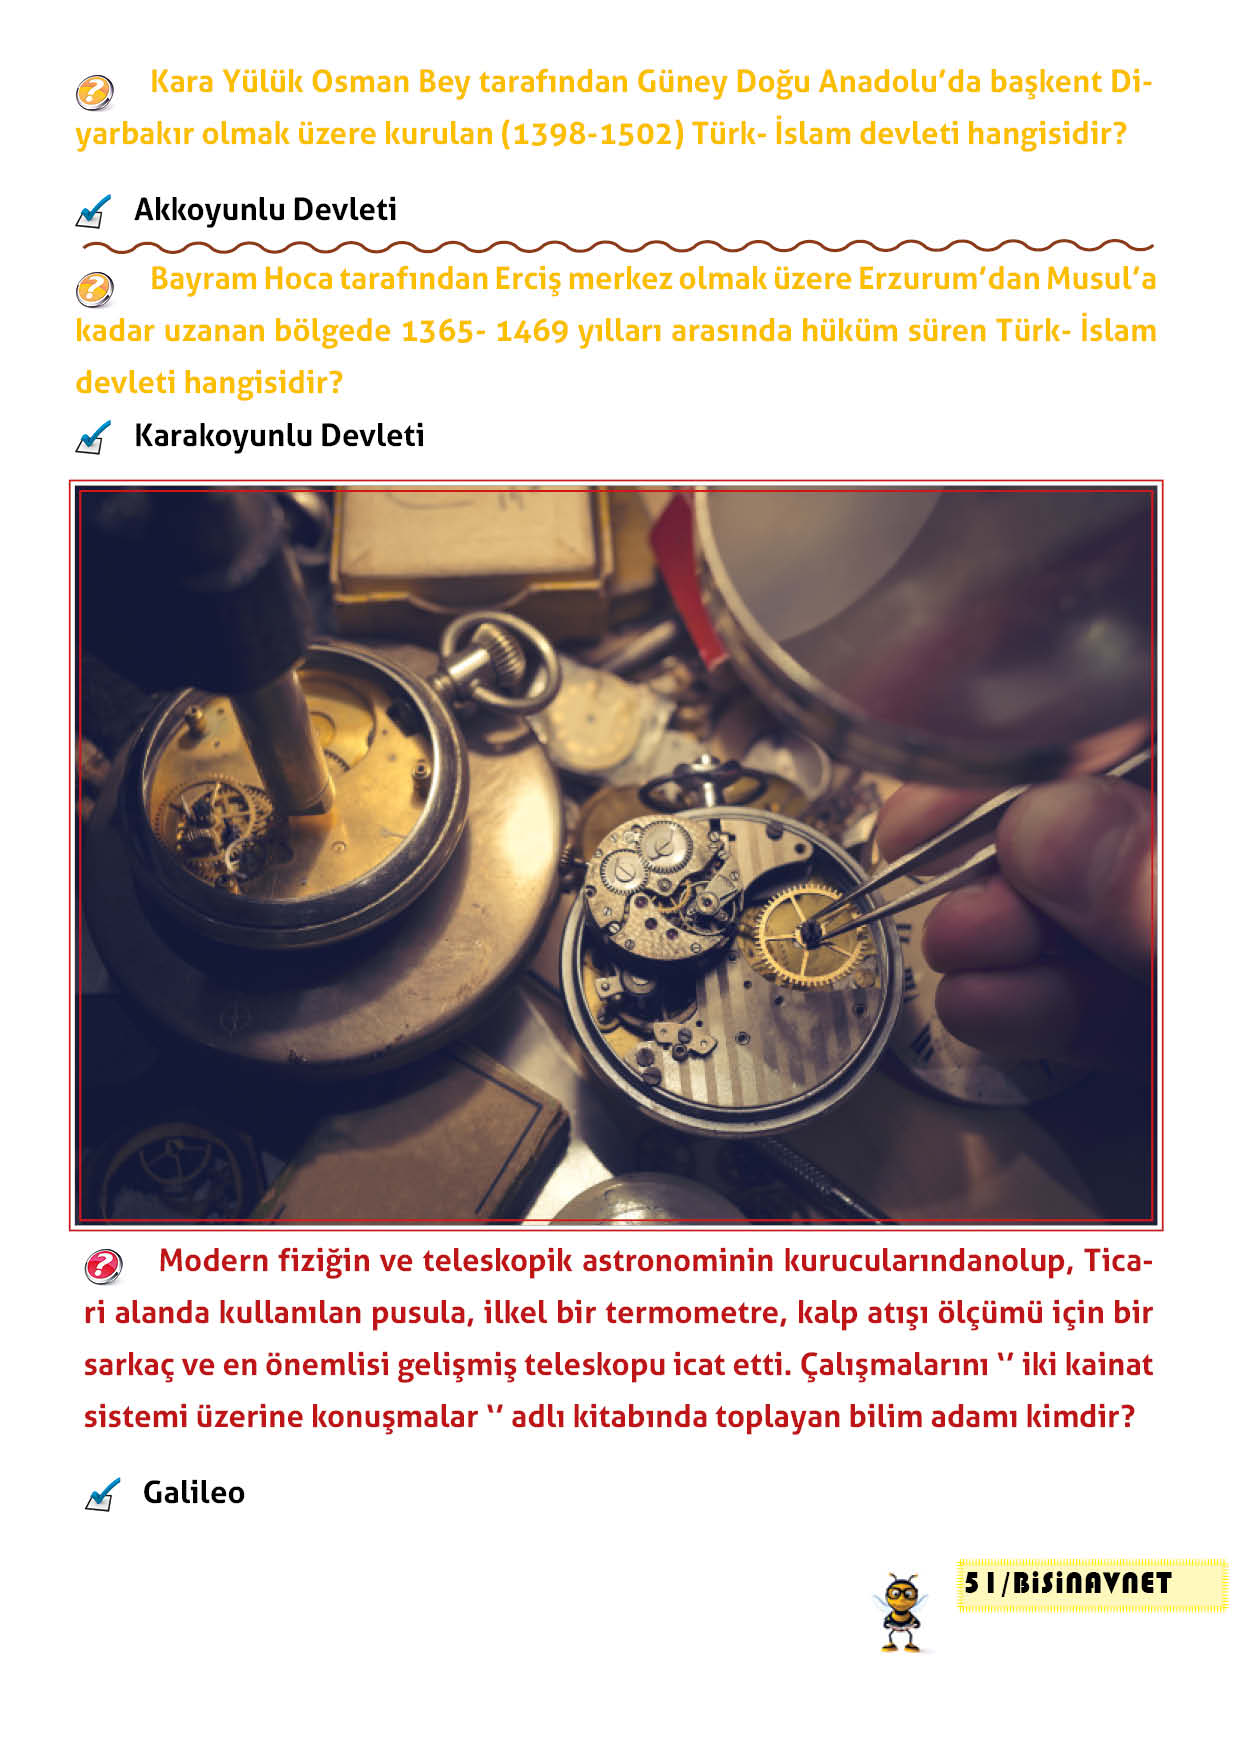 Kara Yülük Osman Bey tarafından Güney Doğu Anadolu’da başkent Di-
yarbakır olmak üzere kurulan (1398-1502) Türk- İslam devleti hangisidir?
Akkoyunlu Devleti
Bayram Hoca tarafından Erciş merkez olmak üzere Erzurum’dan Musul’a
kadar uzanan bölgede 1365- 1469 yılları arasında hüküm süren Türk- İslam
devleti hangisidir?
Karakoyunlu Devleti
Modern fiziğin ve teleskopik astronominin kurucularındanolup, Tica-
ri alanda kullanılan pusula, ilkel bir termometre, kalp atışı ölçümü için bir
sarkaç ve en önemlisi gelişmiş teleskopu icat etti. Çalışmalarını ‘’ iki kainat
sistemi üzerine konuşmalar ‘’ adlı kitabında toplayan bilim adamı kimdir?
Galileo
51/BiSiNAVNET